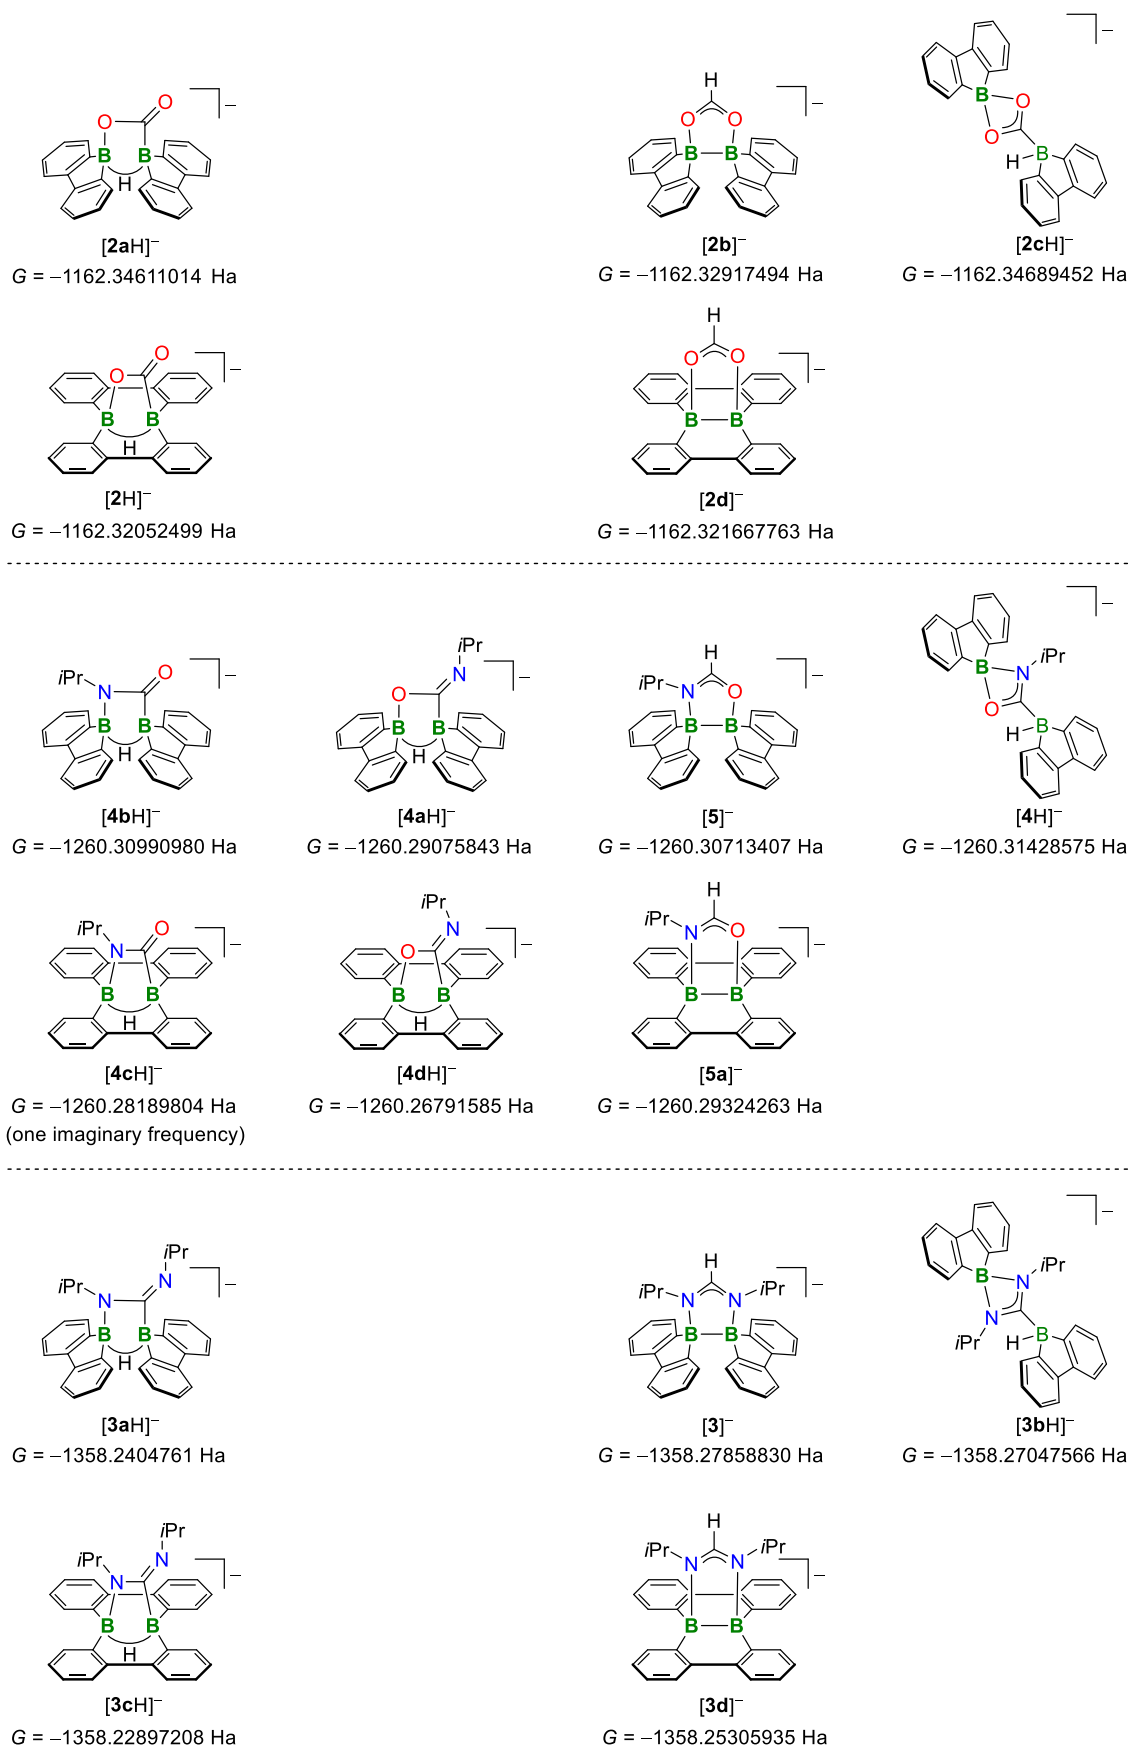 O O B B H –
[2aH]–
G = –1162.34611014 Ha
H O O B B –
[2b]–
G = –1162.32917494 Ha
B O O H B –
[2cH]–
G = –1162.34689452 Ha
O O B B H –
[2H]–
G = –1162.32052499 Ha
H O O B B –
[2d]–
G = –1162.321667763 Ha
iPr N O B B H –
[4bH]–
G = –1260.30990980 Ha
iPr N O B B H –
[4aH]–
G = –1260.29075843 Ha
H iPr N O B B –
[5]–
G = –1260.30713407 Ha
B N iPr O H B –
[4H]–
G = –1260.31428575 Ha
iPr N O B B H –
[4cH]–
G = –1260.28189804 Ha
(one imaginary frequency)
iPr N O B B H –
[4dH]–
G = –1260.26791585 Ha
H iPr N O B B –
[5a]–
G = –1260.29324263 Ha
iPr iPr N N B B H –
[3aH]–
G = –1358.2404761 Ha
H iPr N N iPr B B –
[3]–
G = –1358.27858830 Ha
B N iPr N iPr H B –
[3bH]–
G = –1358.27047566 Ha
iPr iPr N N B B H –
[3cH]–
G = –1358.22897208 Ha
H iPr N N iPr B B –
[3d]–
G = –1358.25305935 Ha